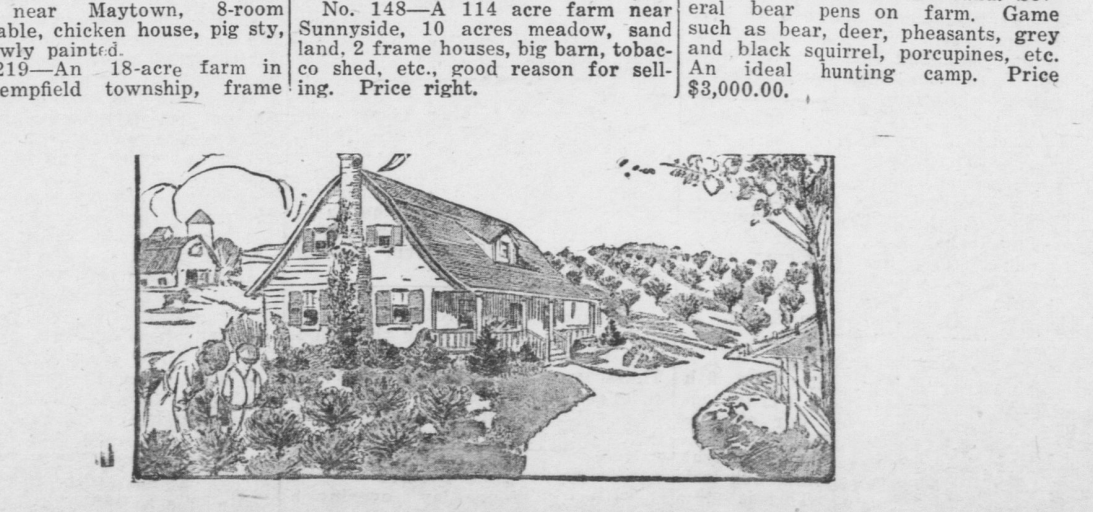 near Maytown, 8-room
able, chicken house, pig sty,
wly painted.
219—An 18-acre farm in
empfield township, frame
No. 148—A 114 acre farm near
Sunnyside, 10 acres meadow, sand
land. 2 frame houses, big barn, tobac-
co shed, etc., good reason for sell-
ing. Price right.
eral bear pens on farm. Game
such as bear, deer, pheasants, grey
and black squirrel, porcupines, etc.
An ideal hunting camp. Price
$3,000.00.